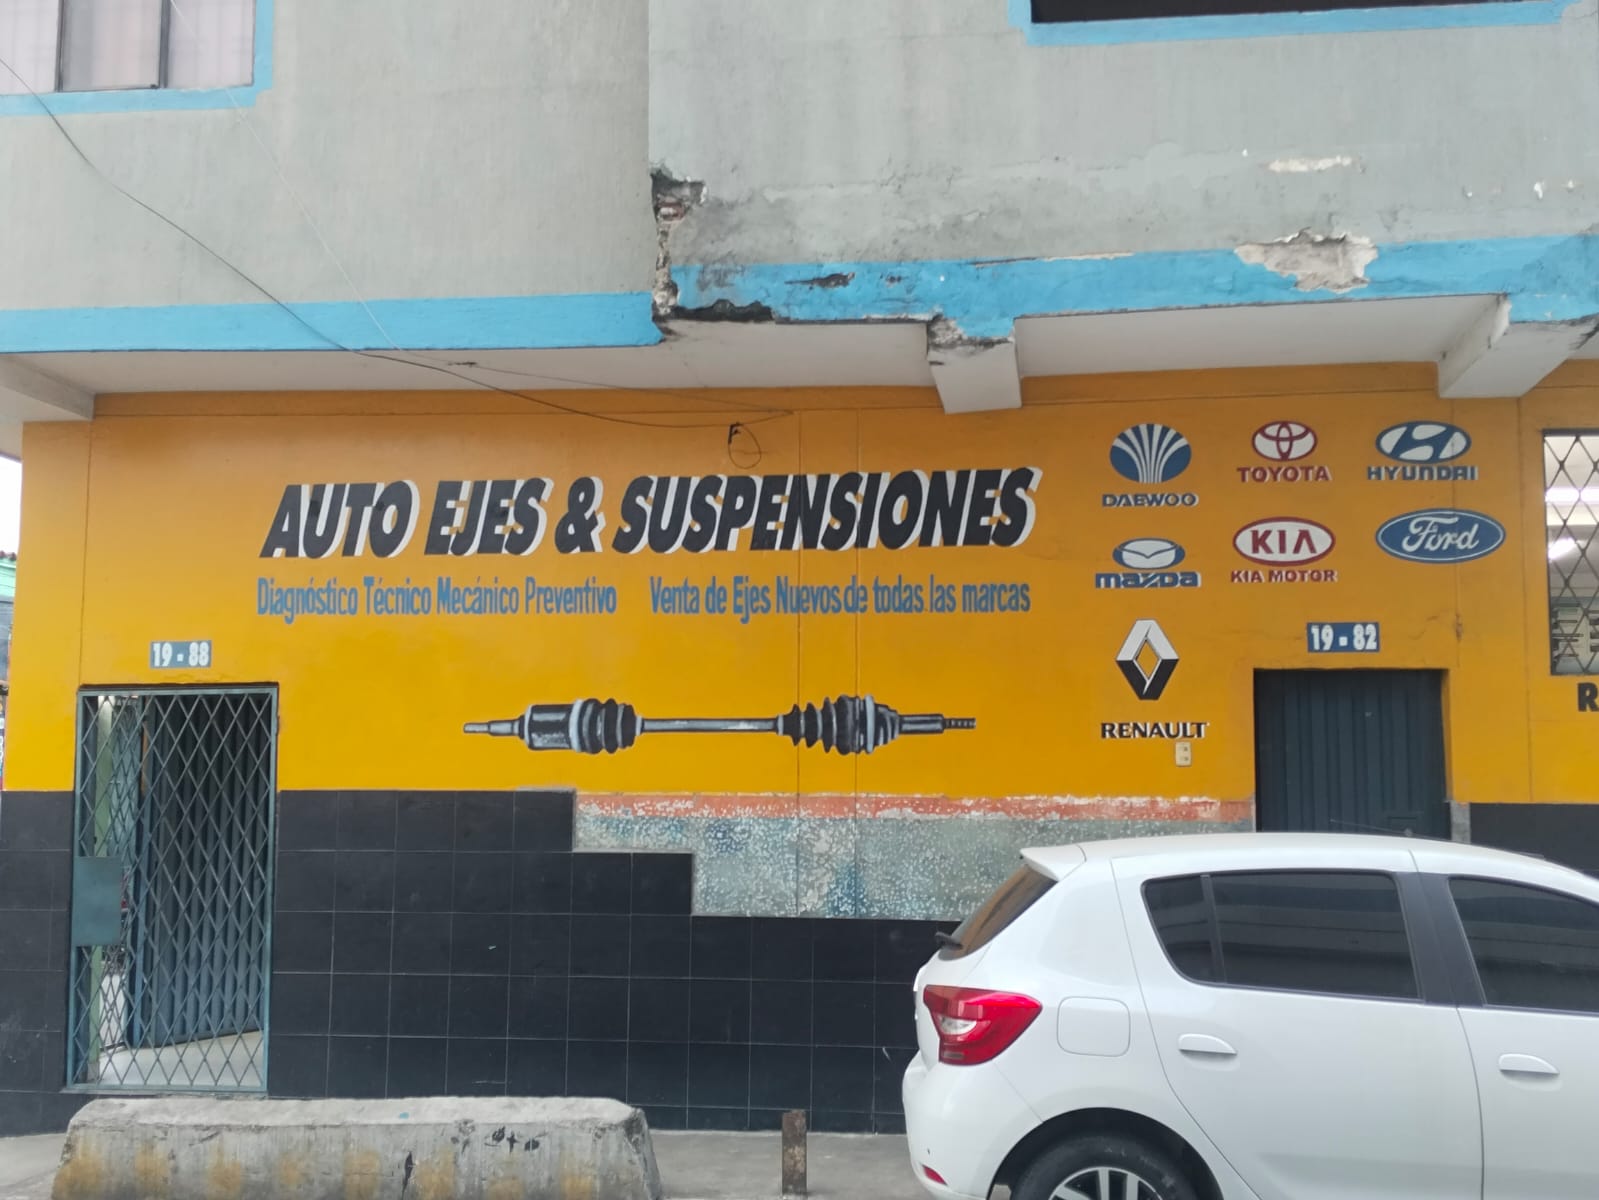 AUTO EJES & SUSPENSIONES
Diagnóstico Técnico Mecánico Preventivo Venta de Ejes Nuevos de todas las marcas
DAEWOO
TOYOTA
HYUNDAI
mazda
KIA
KIA MOTOR
Ford
RENAULT
19-88
19-82